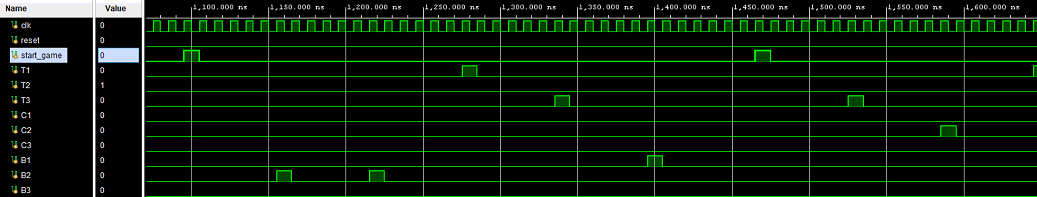 Name Value 1,100.000 ns 1,150.000 ns 1,200.000 ns 1,250.000 ns 1,300.000 ns 1,350.000 ns 1,400.000 ns 1,450.000 ns 1,500.000 ns 1,550.000 ns 1,600.000 ns
clk 0
reset 0
start_game 0
T1 0
T2 1
T3 0
C1 0
C2 0
C3 0
B1 0
B2 0
B3 0